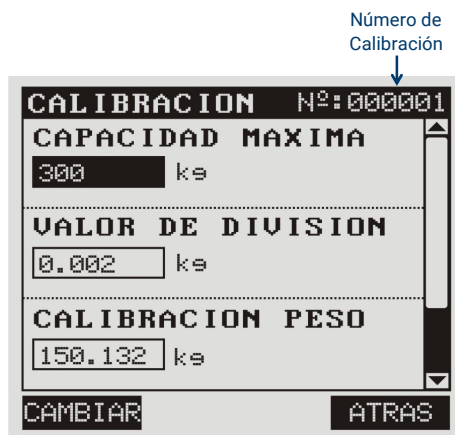 Número de
Calibración
CALIBRACION Nº:000001
CAPACIDAD MAXIMA
300 kg
VALOR DE DIVISION
0.002 kg
CALIBRACION PESO
150.132 kg
CAMBIAR ATRAS